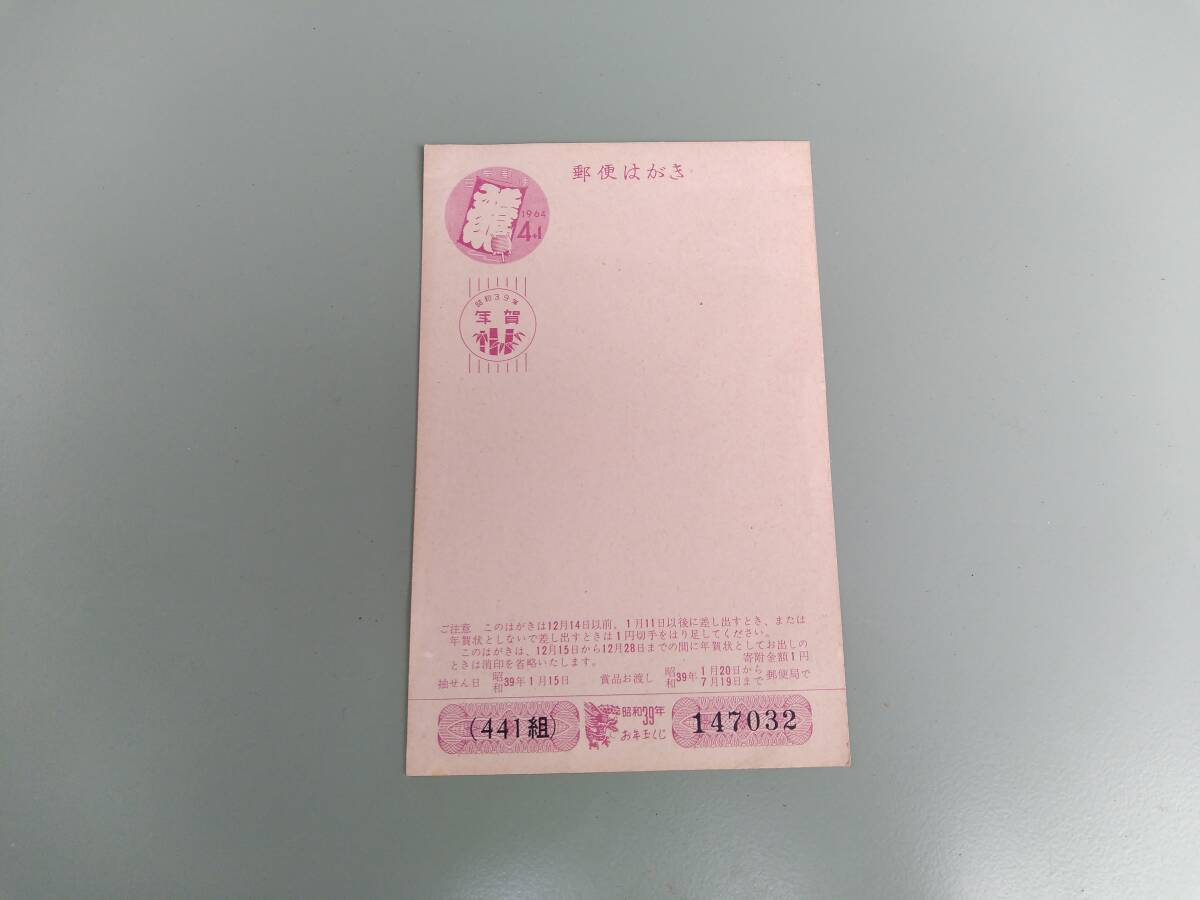 郵便はがき
1964
4+1
昭和39年
年賀
ご注意 このはがきは12月14日以前、1月11日以後に差し出すとき、または
年賀状としないで差し出すときは1円切手をはり足してください。
このはがきは、12月15日から12月28日までの間に年賀状としてお出しの
ときは消印を省略いたします。 寄附金額1円
抽せん日 昭和39年1月15日 賞品お渡し 昭和39年 1月20日から 7月19日まで 郵便局で
(441組)
昭和39年
お年玉くじ
147032